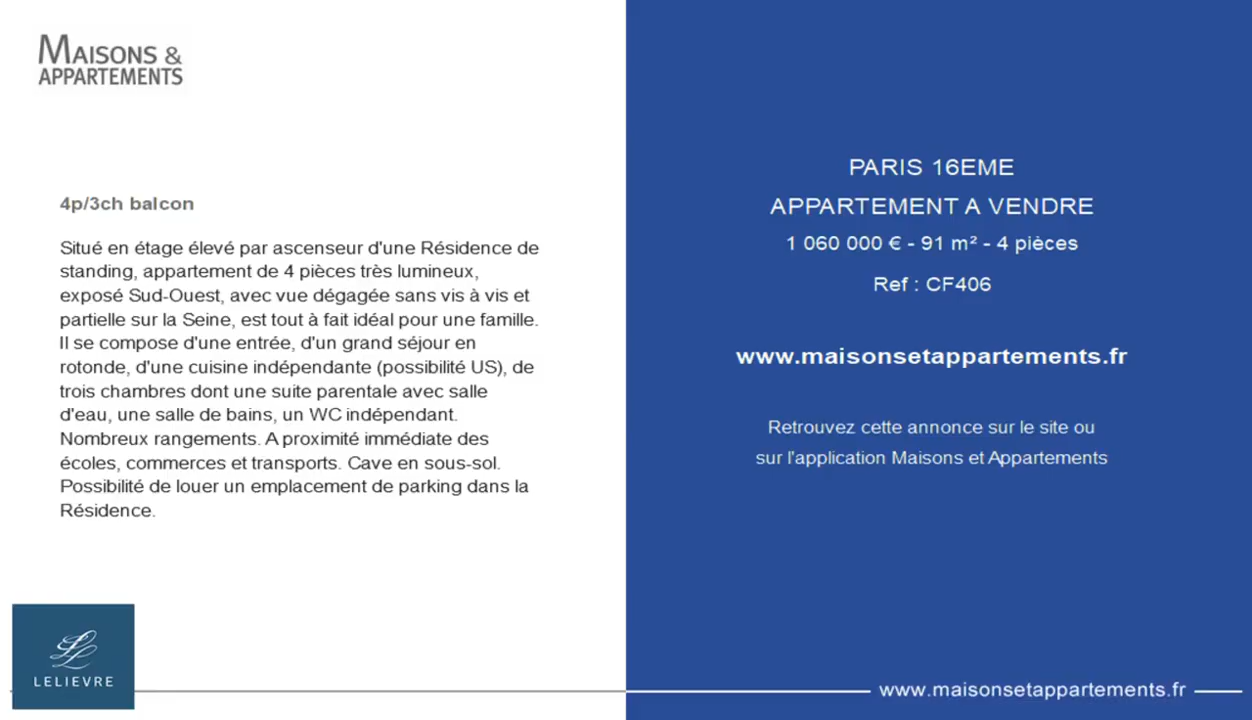 MAISONS &
APPARTEMENTS
4p/3ch balcon
Situé en étage élevé par ascenseur d'une Résidence de
standing, appartement de 4 pièces très lumineux,
exposé Sud-Ouest, avec vue dégagée sans vis à vis et
partielle sur la Seine, est tout à fait idéal pour une famille.
Il se compose d'une entrée, d'un grand séjour en
rotonde, d'une cuisine indépendante (possibilité US), de
trois chambres dont une suite parentale avec salle
d'eau, une salle de bains, un WC indépendant.
Nombreux rangements. A proximité immédiate des
écoles, commerces et transports. Cave en sous-sol.
Possibilité de louer un emplacement de parking dans la
Résidence.
LELIEVRE
PARIS 16EME
APPARTEMENT A VENDRE
1 060 000 € - 91 m² - 4 pièces
Ref : CF406
www.maisonsetappartements.fr
Retrouvez cette annonce sur le site ou
sur l'application Maisons et Appartements
www.maisonsetappartements.fr